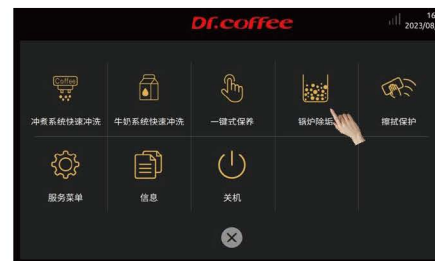 Dr.coffee
16
2023/08/
Coffee
冲煮系统快速冲洗
牛奶系统快速冲洗
一键式保养
锅炉除垢
擦拭保护
服务菜单
信息
关机